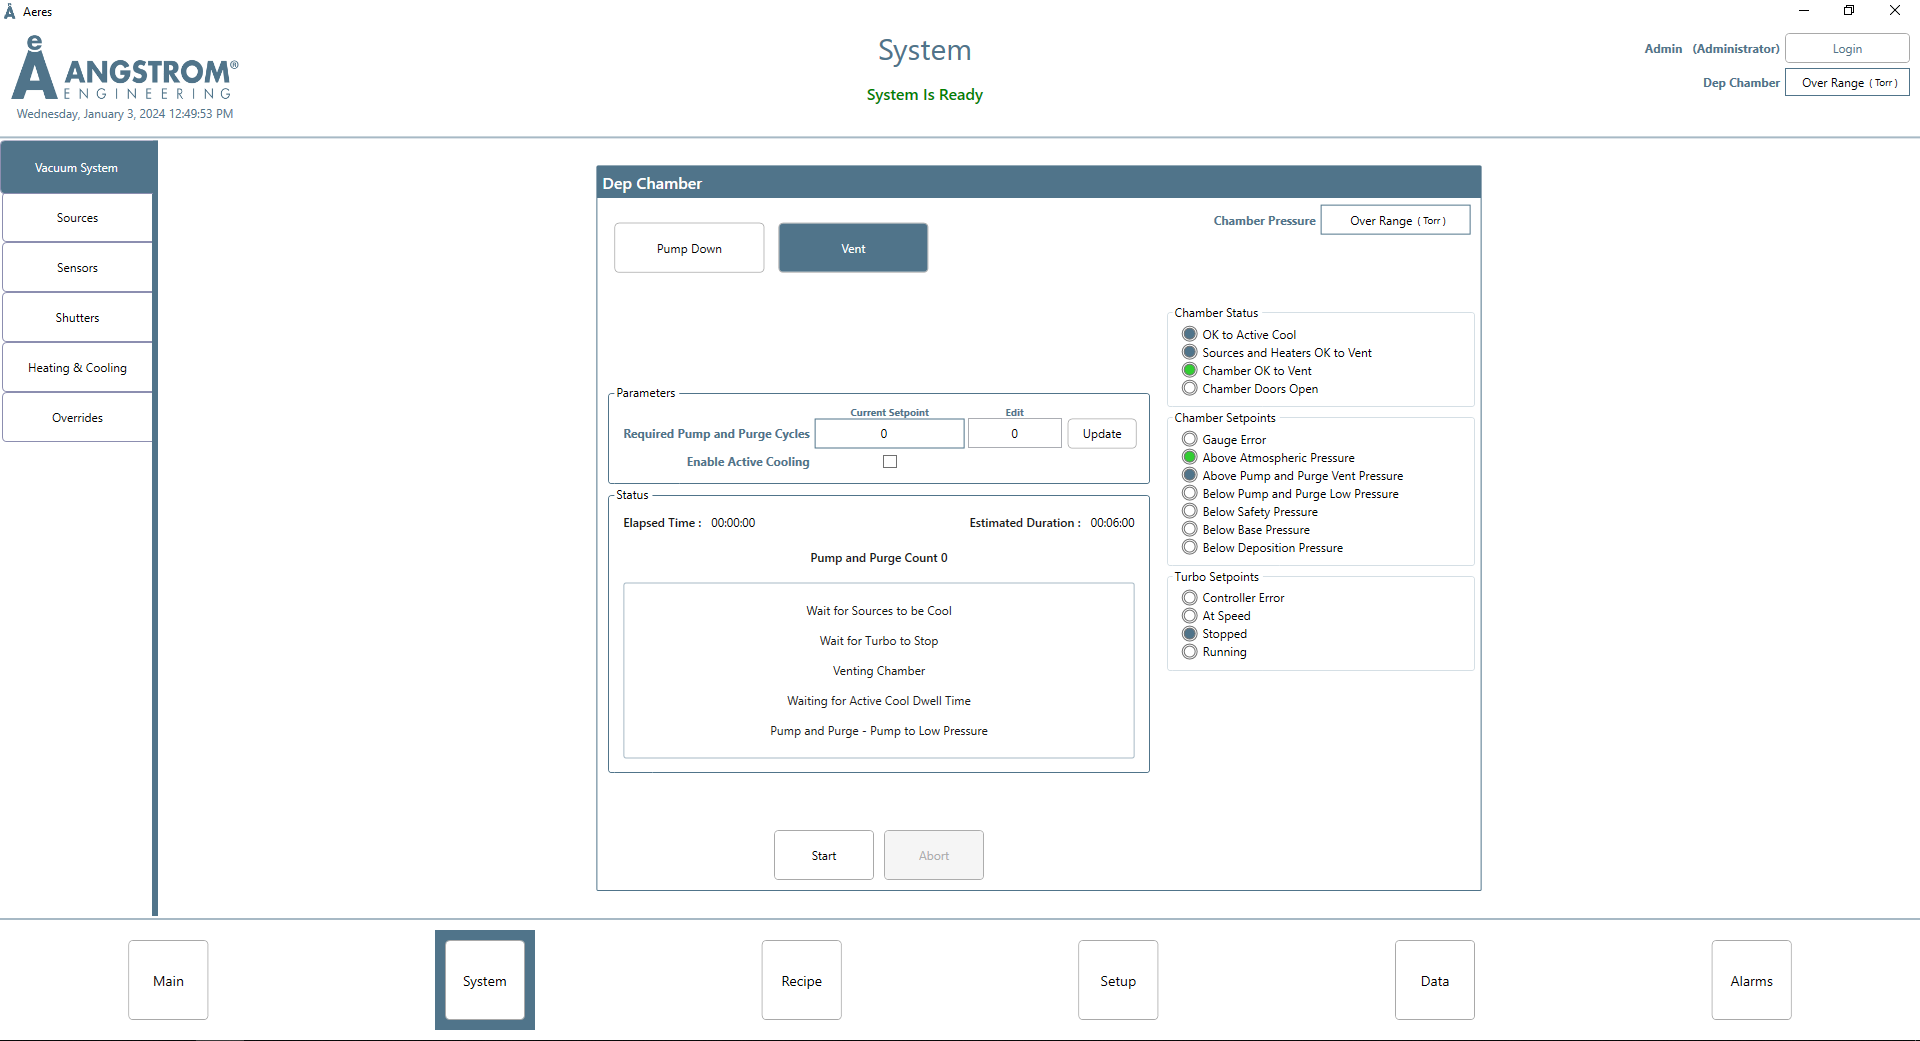 Aeres
e
ANGSTROM®
ENGINEERING
Wednesday, January 3, 2024 12:49:53 PM
System
System Is Ready
Admin (Administrator) Login
Dep Chamber Over Range (Torr)
Vacuum System
Sources
Sensors
Shutters
Heating & Cooling
Overrides
Dep Chamber
Pump Down
Vent
Chamber Pressure Over Range (Torr)
Parameters
Current Setpoint Edit
Required Pump and Purge Cycles 0 0 Update
Enable Active Cooling
Status
Elapsed Time : 00:00:00 Estimated Duration : 00:06:00
Pump and Purge Count 0
Wait for Sources to be Cool
Wait for Turbo to Stop
Venting Chamber
Waiting for Active Cool Dwell Time
Pump and Purge - Pump to Low Pressure
Start
Abort
Chamber Status
OK to Active Cool
Sources and Heaters OK to Vent
Chamber OK to Vent
Chamber Doors Open
Chamber Setpoints
Gauge Error
Above Atmospheric Pressure
Above Pump and Purge Vent Pressure
Below Pump and Purge Low Pressure
Below Safety Pressure
Below Base Pressure
Below Deposition Pressure
Turbo Setpoints
Controller Error
At Speed
Stopped
Running
Main
System
Recipe
Setup
Data
Alarms